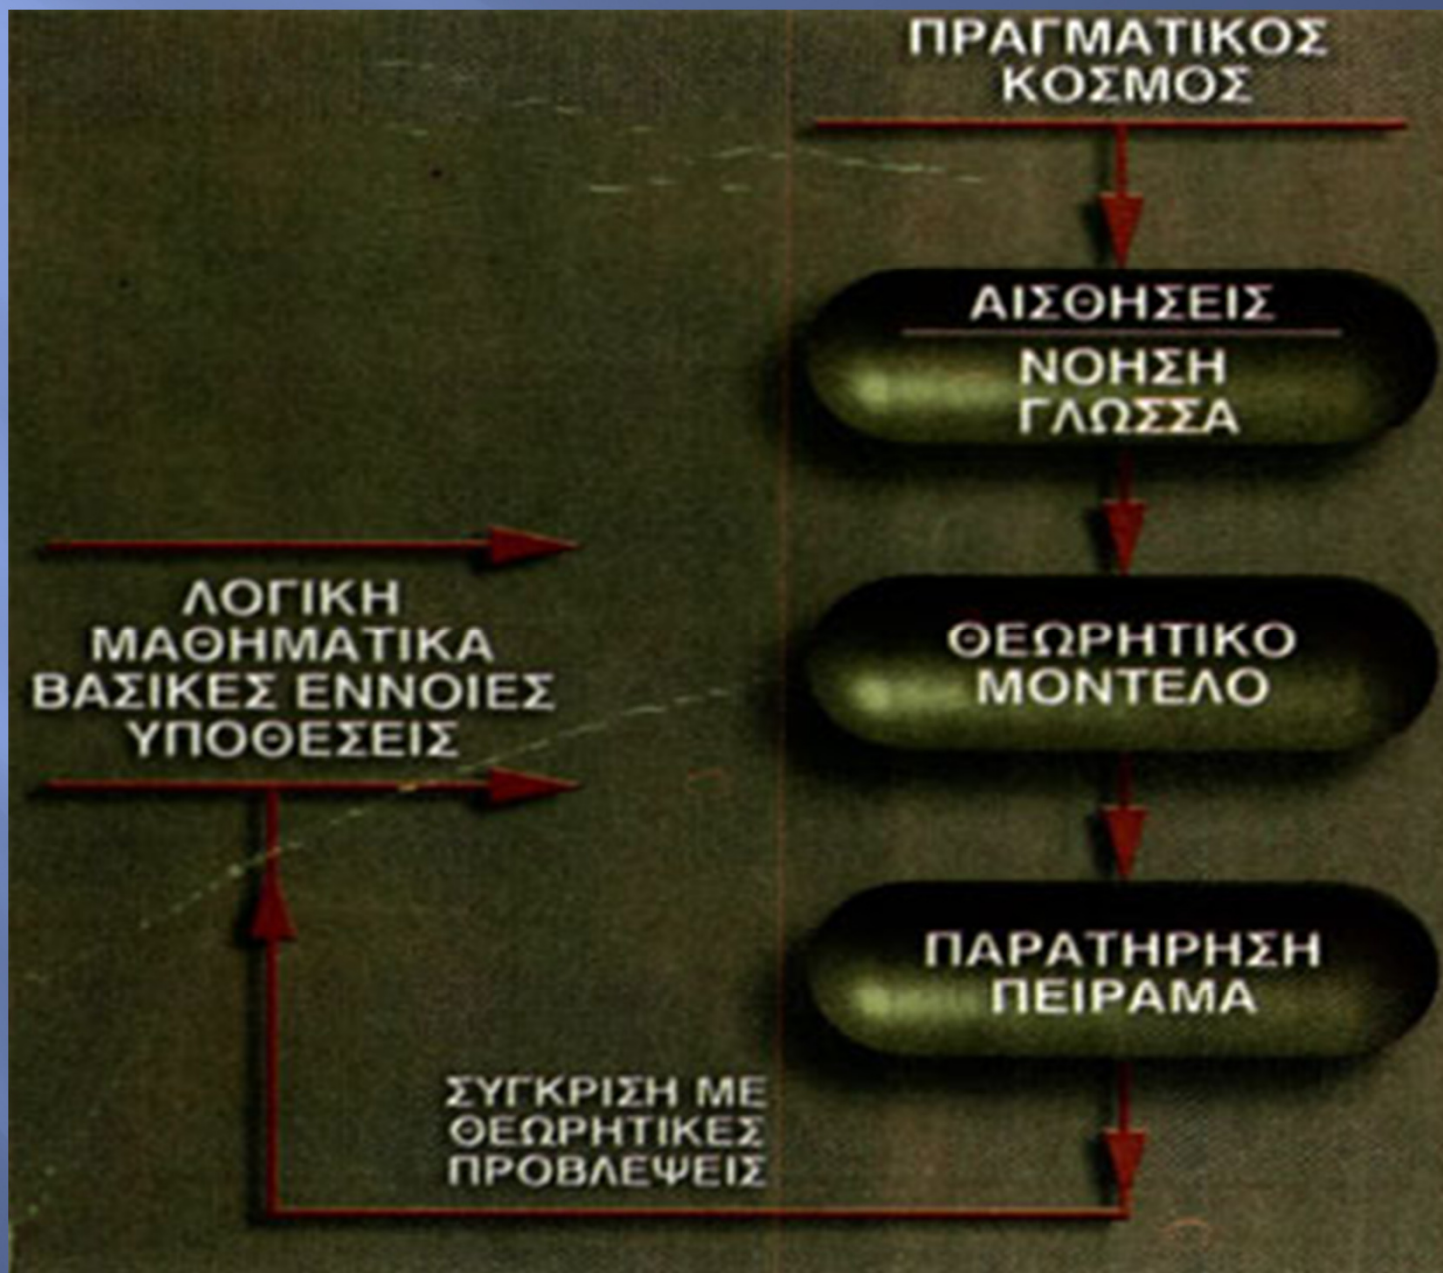 ΠΡΑΓΜΑΤΙΚΟΣ
ΚΟΣΜΟΣ
ΑΙΣΘΗΣΕΙΣ
ΝΟΗΣΗ
ΓΛΩΣΣΑ
ΛΟΓΙΚΗ
ΜΑΘΗΜΑΤΙΚΑ
ΒΑΣΙΚΕΣ ΕΝΝΟΙΕΣ
ΥΠΟΘΕΣΕΙΣ
ΘΕΩΡΗΤΙΚΟ
ΜΟΝΤΕΛΟ
ΠΑΡΑΤΗΡΗΣΗ
ΠΕΙΡΑΜΑ
ΣΥΓΚΡΙΣΗ ΜΕ
ΘΕΩΡΗΤΙΚΕΣ
ΠΡΟΒΛΕΨΕΙΣ